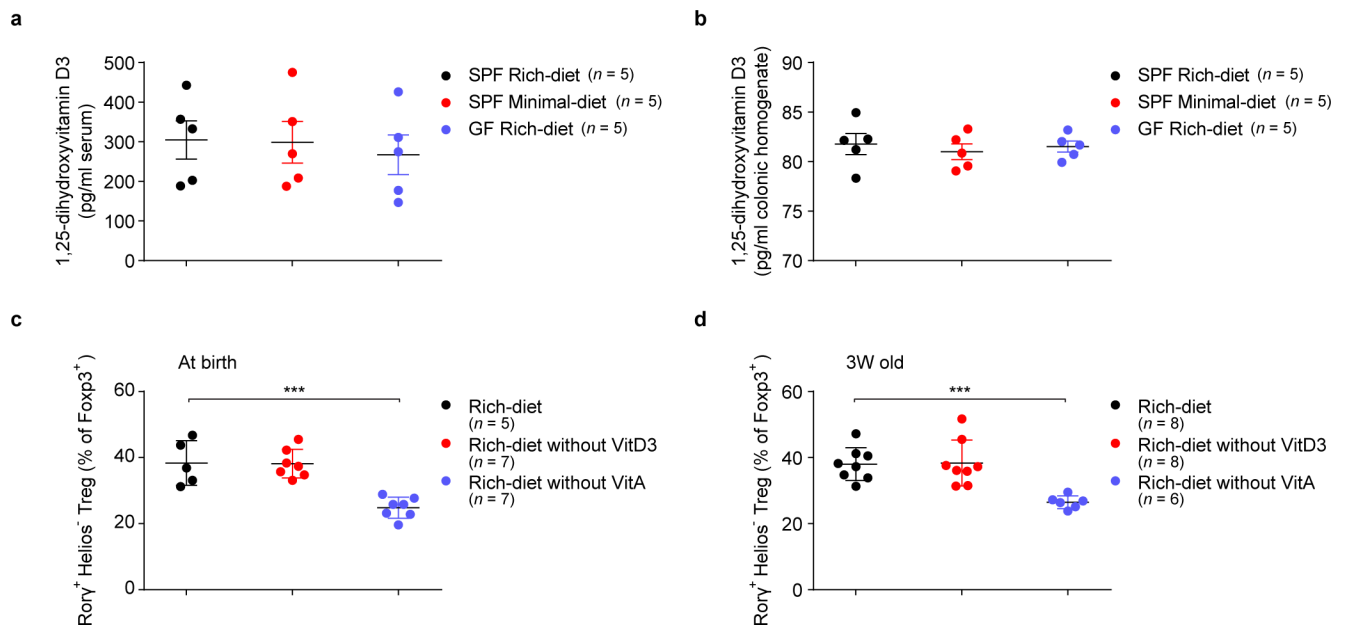 a
1,25-dihydroxyvitamin D3
(pg/ml serum)
500
400
300
200
100
0
SPF Rich-diet (n = 5)
SPF Minimal-diet (n = 5)
GF Rich-diet (n = 5)
b
1,25-dihydroxyvitamin D3
(pg/ml colonic homogenate)
90
85
80
75
70
SPF Rich-diet (n = 5)
SPF Minimal-diet (n = 5)
GF Rich-diet (n = 5)
c
Rorγ⁺ Helios⁻ Treg (% of Foxp3⁺)
At birth
60
40
20
0
***
Rich-diet
(n = 5)
Rich-diet without VitD3
(n = 7)
Rich-diet without VitA
(n = 7)
d
Rorγ⁺ Helios⁻ Treg (% of Foxp3⁺)
3W old
60
40
20
0
***
Rich-diet
(n = 8)
Rich-diet without VitD3
(n = 8)
Rich-diet without VitA
(n = 6)